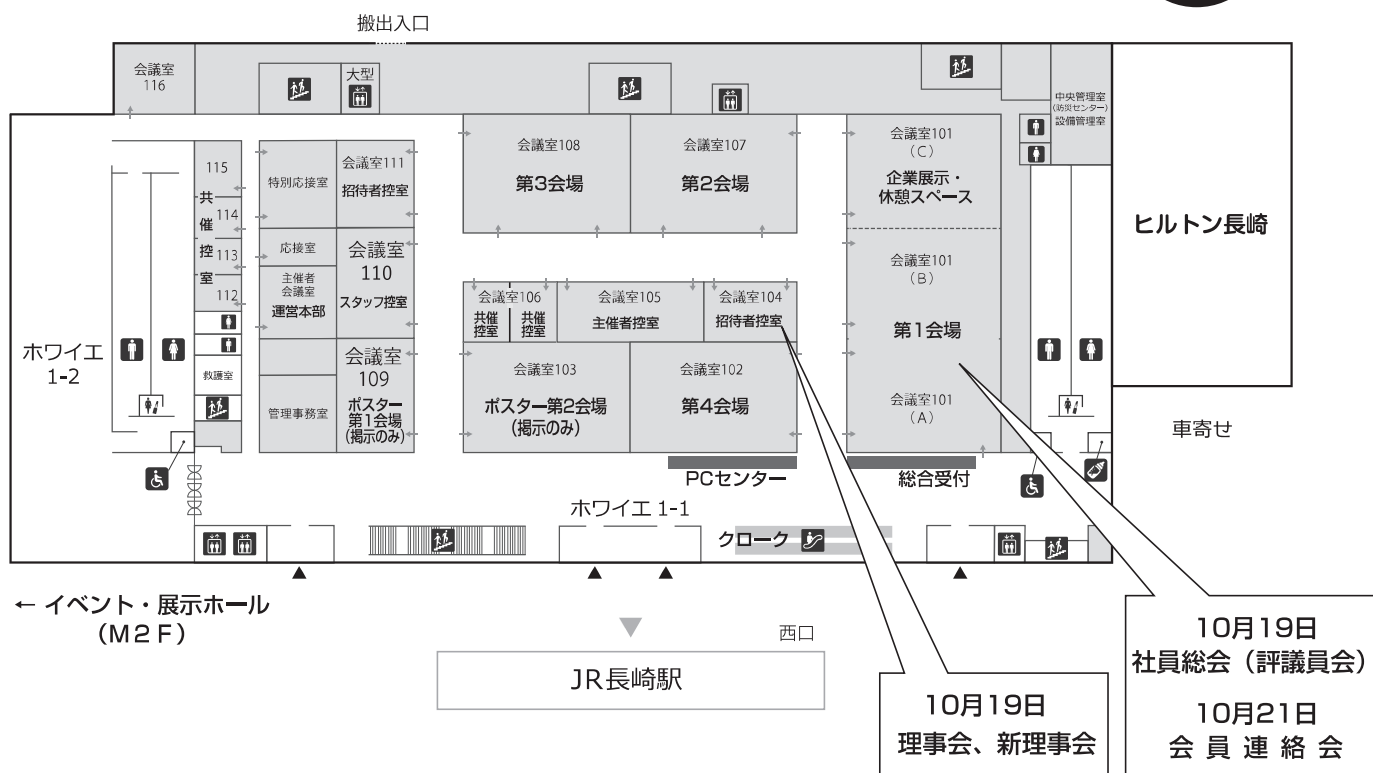 搬出入口
会議室
116
大型
中央管理室
(防災センター)
設備管理室
115
114
113
112
共
催
控
室
特別応接室
会議室111
招待者控室
応接室
主催者
会議室
運営本部
会議室
110
スタッフ控室
救護室
管理事務室
会議室
109
ポスター
第1会場
(掲示のみ)
会議室108
第3会場
会議室107
第2会場
会議室106
共催
控室
共催
控室
会議室105
主催者控室
会議室104
招待者控室
会議室103
ポスター第2会場
(掲示のみ)
会議室102
第4会場
会議室101
(C)
企業展示・
休憩スペース
会議室101
(B)
第1会場
会議室101
(A)
ヒルトン長崎
車寄せ
ホワイエ
1-2
PCセンター
総合受付
ホワイエ 1-1
クローク
← イベント・展示ホール
(M2F)
西口
JR長崎駅
10月19日
理事会、新理事会
10月19日
社員総会(評議員会)
10月21日
会員連絡会